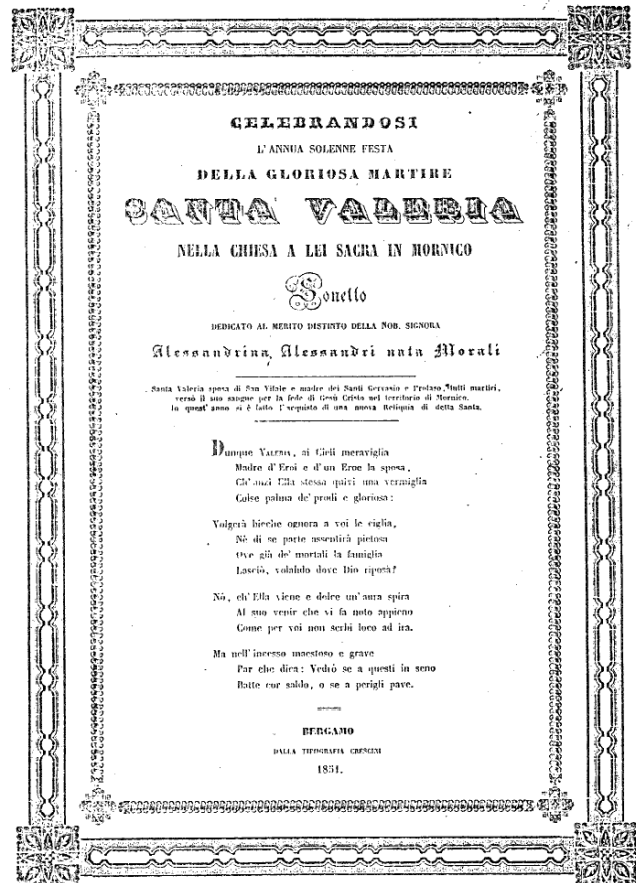 CELEBRANDOSI
L'ANNUA SOLENNE FESTA
DELLA GLORIOSA MARTIRE
SANTA VALERIA
NELLA CHIESA A LEI SACRA IN MORNICO
Sonetto
DEDICATO AL MERITO DISTINTO DELLA NOB. SIGNORA
Alessandrina Alessandri nata Morali
Santa Valeria sposa di San Vitale e madre dei Santi Gervasio e Protaso, tutti martiri,
versò il suo sangue per la fede di Gesù Cristo nel territorio di Mornico.
In quest' anno si è fatto l'acquisto di una nuova Reliquia di detta Santa.
Dunque VALERIA, ai Cieli meraviglia
Madre d' Eroi e d' un Eroe la sposa,
Ch' anzi Ella stessa quivi una vermiglia
Colse palma de' prodi e gloriosa:
Volgerà bieche ognora a voi le ciglia,
Nè di se parte assentirà pietosa
Ove già de' mortali la famiglia
Lasciò, volando dove Dio riposa?
Nò, ch' Ella viene e dolce un' aura spira
Al suo venir che vi fa noto appieno
Come per voi non serbi loco ad ira.
Ma nell' incesso maestoso e grave
Par che dica: Vedrò se a questi in seno
Batte cor saldo, o se a perigli pave.
BERGAMO
DALLA TIPOGRAFIA CRESCINI
1851.